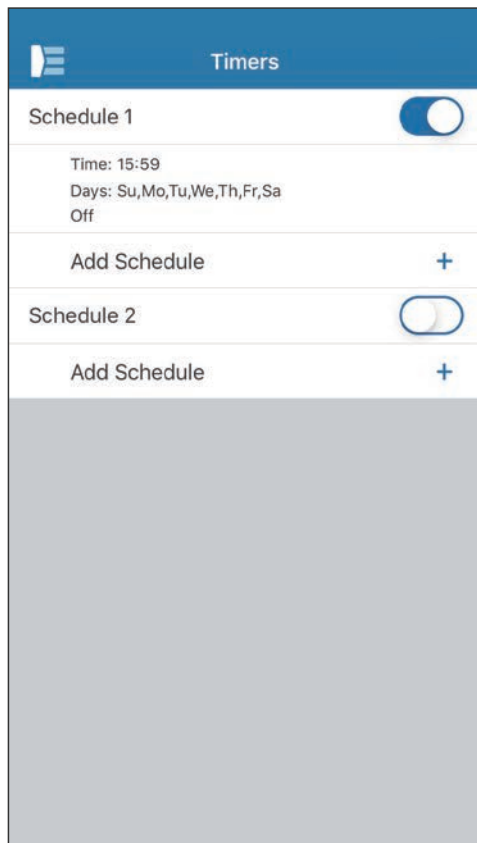 Timers
Schedule 1
Time: 15:59
Days: Su,Mo,Tu,We,Th,Fr,Sa
Off
Add Schedule +
Schedule 2
Add Schedule +